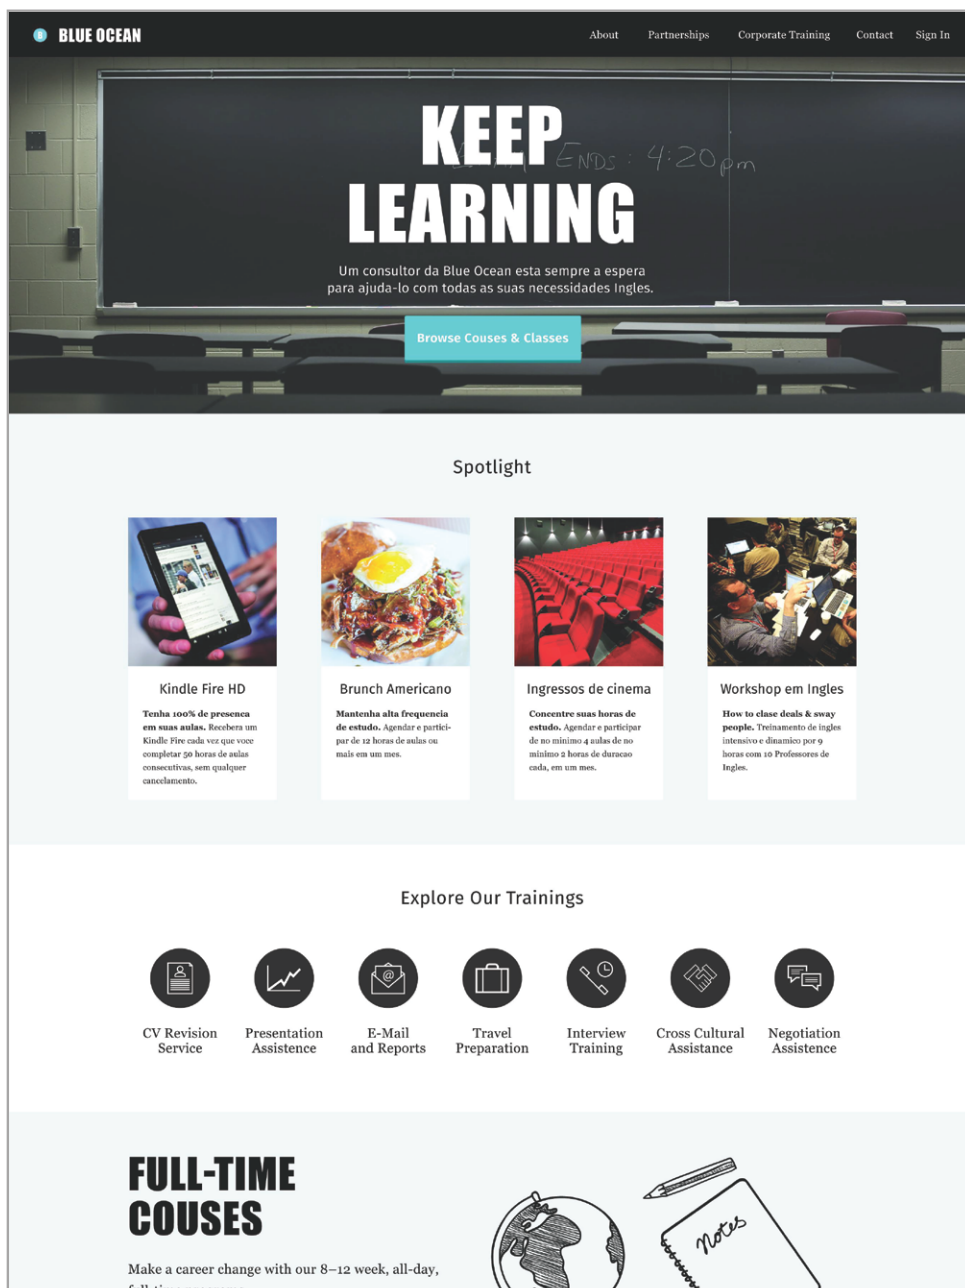 B BLUE OCEAN About Partnerships Corporate Training Contact Sign In
KEEP
ENDS: 4:20pm
LEARNING
Um consultor da Blue Ocean esta sempre a espera
para ajuda-lo com todas as suas necessidades Ingles.
Browse Couses & Classes
Spotlight
Kindle Fire HD
Tenha 100% de presenca
em suas aulas. Recebera um
Kindle Fire cada vez que voce
completar 50 horas de aulas
consecutivas, sem qualquer
cancelamento.
Brunch Americano
Mantenha alta frequencia
de estudo. Agendar e partici-
par de 12 horas de aulas ou
mais em um mes.
Ingressos de cinema
Concentre suas horas de
estudo. Agendar e participar
de no minimo 4 aulas de no
minimo 2 horas de duracao
cada, em um mes.
Workshop em Ingles
How to clase deals & sway
people. Treinamento de ingles
intensivo e dinamico por 9
horas com 10 Professores de
Ingles.
Explore Our Trainings
CV Revision
Service
Presentation
Assistence
E-Mail
and Reports
Travel
Preparation
Interview
Training
Cross Cultural
Assistance
Negotiation
Assistence
FULL-TIME
COUSES
Notes
Make a career change with our 8–12 week, all-day,